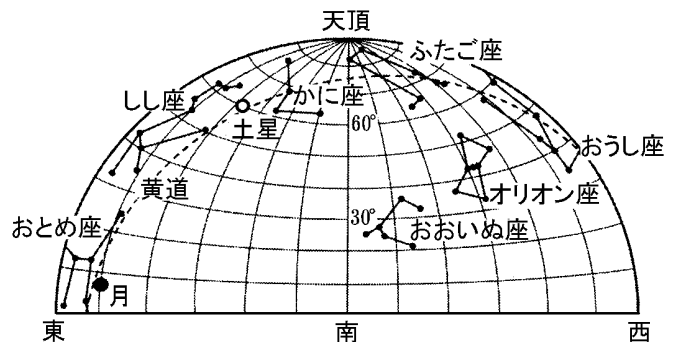 天頂
ふたご座
しし座
かに座
土星
60°
おうし座
黄道
オリオン座
おとめ座
30°
おおいぬ座
月
東
南
西